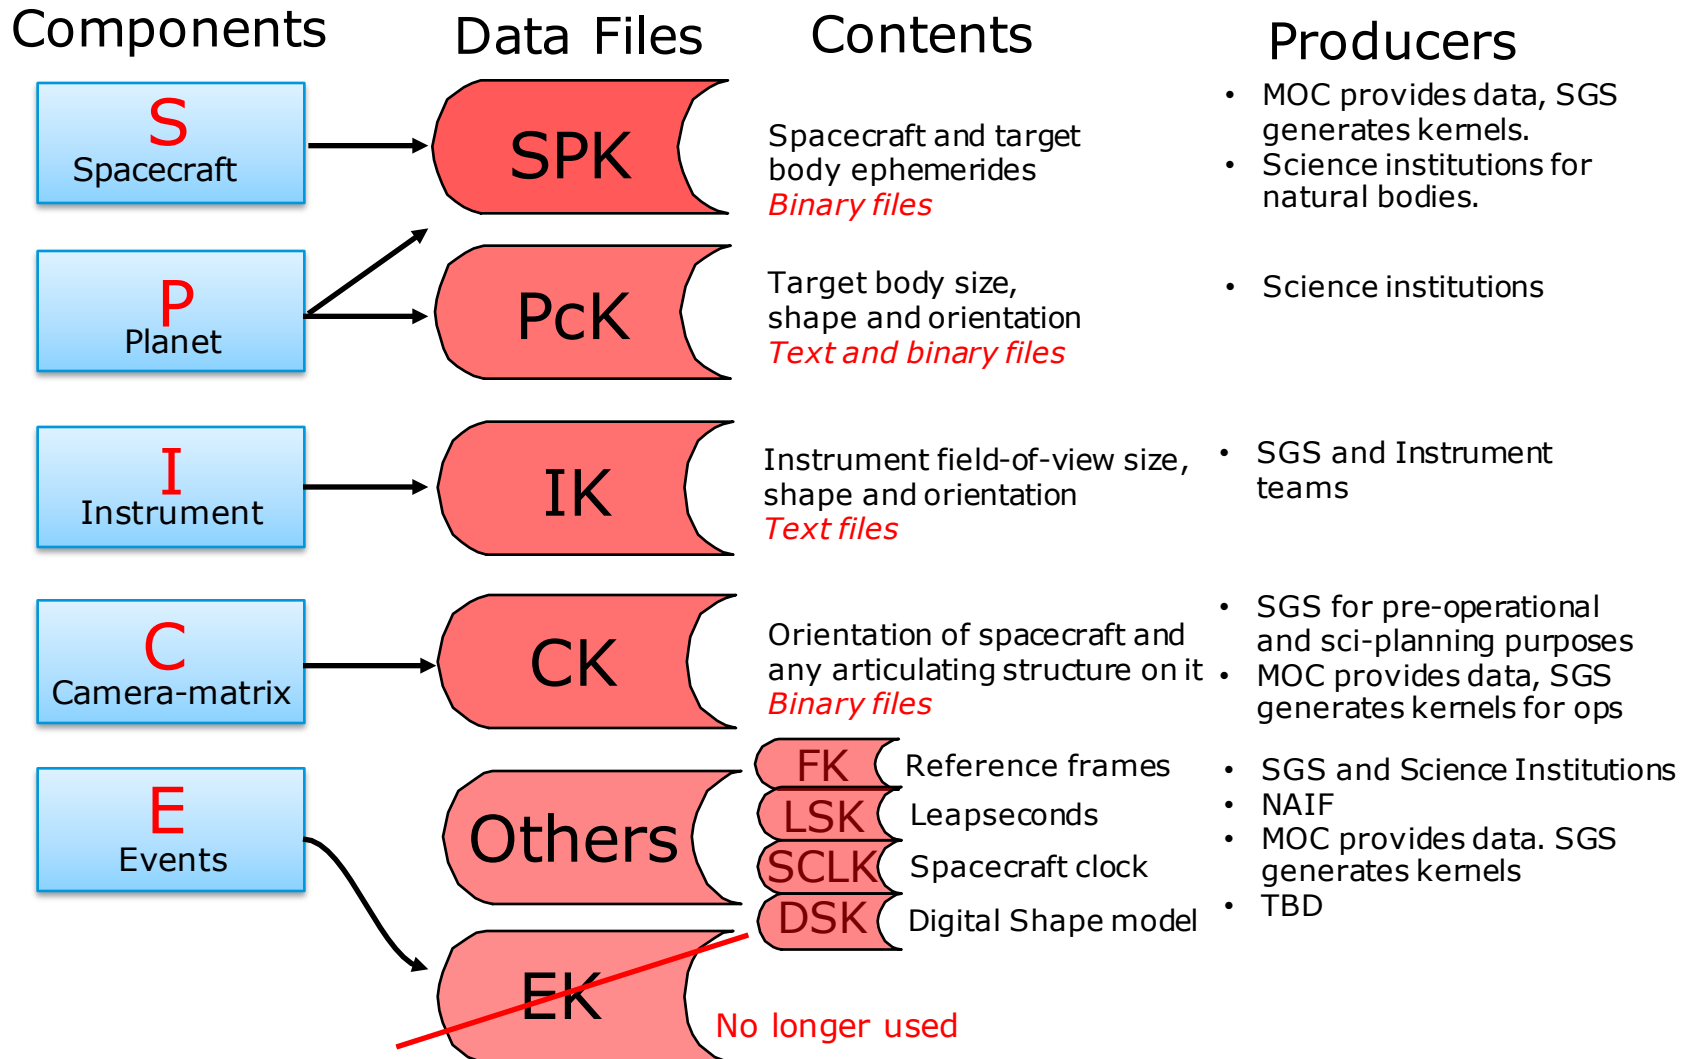 Components
Data Files
Contents
Producers
S
Spacecraft
SPK
Spacecraft and target
body ephemerides
Binary files
• MOC provides data, SGS
generates kernels.
• Science institutions for
natural bodies.
P
Planet
PcK
Target body size,
shape and orientation
Text and binary files
• Science institutions
I
Instrument
IK
Instrument field-of-view size,
shape and orientation
Text files
• SGS and Instrument
teams
C
Camera-matrix
CK
Orientation of spacecraft and
any articulating structure on it
Binary files
• SGS for pre-operational
and sci-planning purposes
• MOC provides data, SGS
generates kernels for ops
E
Events
Others
FK Reference frames
LSK Leapseconds
SCLK Spacecraft clock
DSK Digital Shape model
• SGS and Science Institutions
• NAIF
• MOC provides data. SGS
generates kernels
• TBD
EK
No longer used